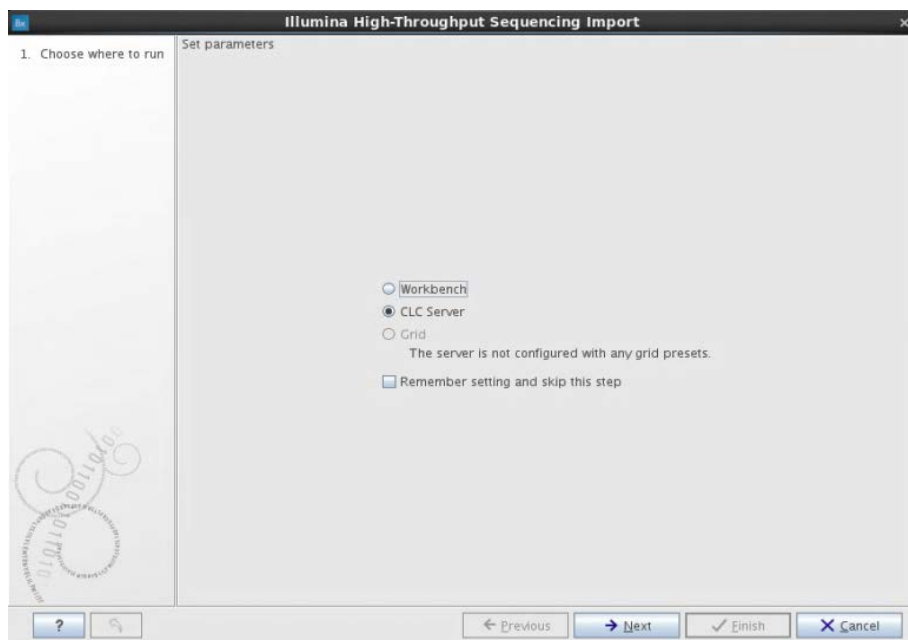 Bx
Illumina High-Throughput Sequencing Import
x
1. Choose where to run
Set parameters
Workbench
CLC Server
Grid
The server is not configured with any grid presets.
Remember setting and skip this step
?
← Previous
→ Next
✓ Finish
X Cancel